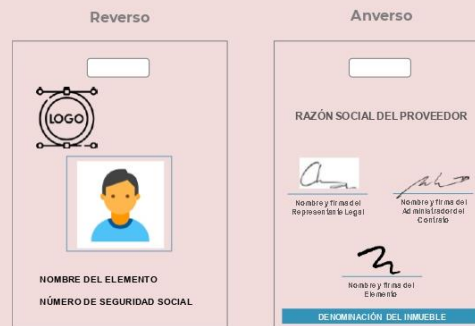 Reverso
Anverso
LOGO
NOMBRE DEL ELEMENTO
NÚMERO DE SEGURIDAD SOCIAL
RAZÓN SOCIAL DEL PROVEEDOR
Nombre y firma del
Representante Legal
Nombre y firma del
Administrador del
Contrato
Nombre y firma del
Elemento
DENOMINACIÓN DEL INMUEBLE